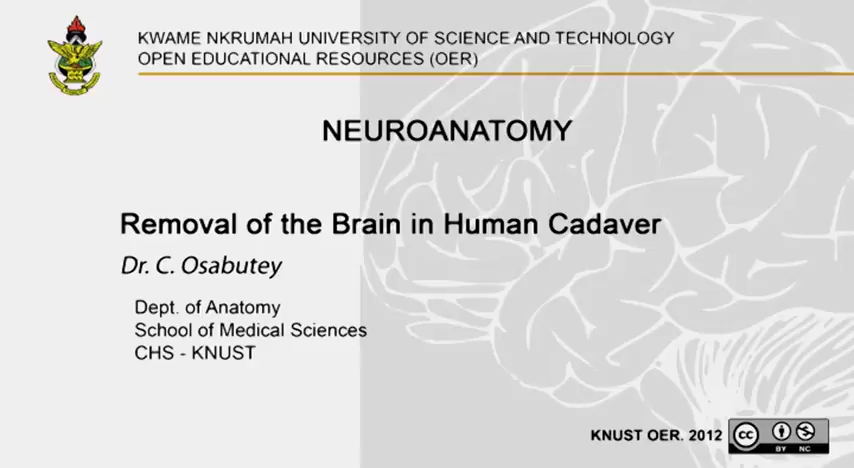 KWAME NKRUMAH UNIVERSITY OF SCIENCE AND TECHNOLOGY
OPEN EDUCATIONAL RESOURCES (OER)
NEUROANATOMY
Removal of the Brain in Human Cadaver
Dr. C. Osabutey
Dept. of Anatomy
School of Medical Sciences
CHS - KNUST
KNUST OER. 2012
cc
BY NC